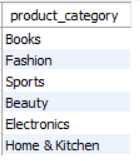 product_category
Books
Fashion
Sports
Beauty
Electronics
Home & Kitchen